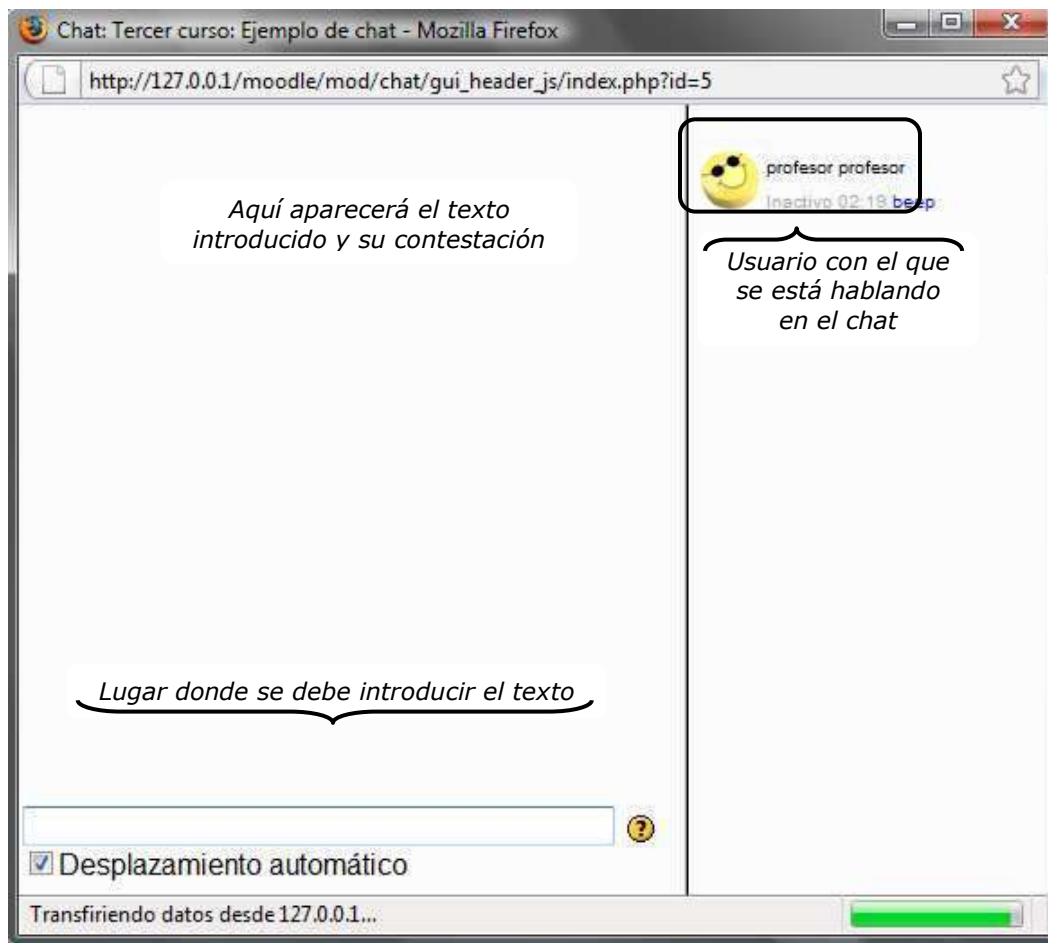 Chat: Tercer curso: Ejemplo de chat - Mozilla Firefox
http://127.0.0.1/moodle/mod/chat/gui_header_js/index.php?id=5
profesor profesor
Inactivo 02:19 beep
Aquí aparecerá el texto
introducido y su contestación
Usuario con el que
se está hablando
en el chat
Lugar donde se debe introducir el texto
?
Desplazamiento automático
Transfiriendo datos desde 127.0.0.1...